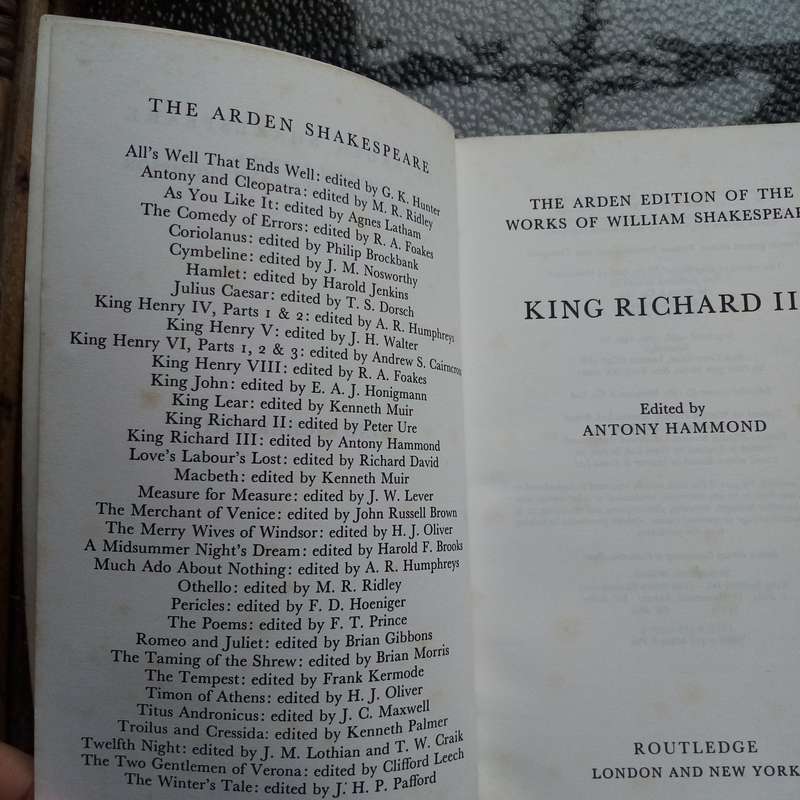 THE ARDEN SHAKESPEARE
All's Well That Ends Well: edited by G. K. Hunter
Antony and Cleopatra: edited by M. R. Ridley
As You Like It: edited by Agnes Latham
The Comedy of Errors: edited by R. A. Foakes
Coriolanus: edited by Philip Brockbank
Cymbeline: edited by J. M. Nosworthy
Hamlet: edited by Harold Jenkins
Julius Caesar: edited by T. S. Dorsch
King Henry IV, Parts 1 & 2: edited by A. R. Humphreys
King Henry V: edited by J. H. Walter
King Henry VI, Parts 1, 2 & 3: edited by Andrew S. Cairncross
King Henry VIII: edited by R. A. Foakes
King John: edited by E. A. J. Honigmann
King Lear: edited by Kenneth Muir
King Richard II: edited by Peter Ure
King Richard III: edited by Antony Hammond
Love's Labour's Lost: edited by Richard David
Macbeth: edited by Kenneth Muir
Measure for Measure: edited by J. W. Lever
The Merchant of Venice: edited by John Russell Brown
The Merry Wives of Windsor: edited by H. J. Oliver
A Midsummer Night's Dream: edited by Harold F. Brooks
Much Ado About Nothing: edited by A. R. Humphreys
Othello: edited by M. R. Ridley
Pericles: edited by F. D. Hoeniger
The Poems: edited by F. T. Prince
Romeo and Juliet: edited by Brian Gibbons
The Taming of the Shrew: edited by Brian Morris
The Tempest: edited by Frank Kermode
Timon of Athens: edited by H. J. Oliver
Titus Andronicus: edited by J. C. Maxwell
Troilus and Cressida: edited by Kenneth Palmer
Twelfth Night: edited by J. M. Lothian and T. W. Craik
The Two Gentlemen of Verona: edited by Clifford Leech
The Winter's Tale: edited by J. H. P. Pafford
THE ARDEN EDITION OF THE
WORKS OF WILLIAM SHAKESPEAR
KING RICHARD II
Edited by
ANTONY HAMMOND
ROUTLEDGE
LONDON AND NEW YORK